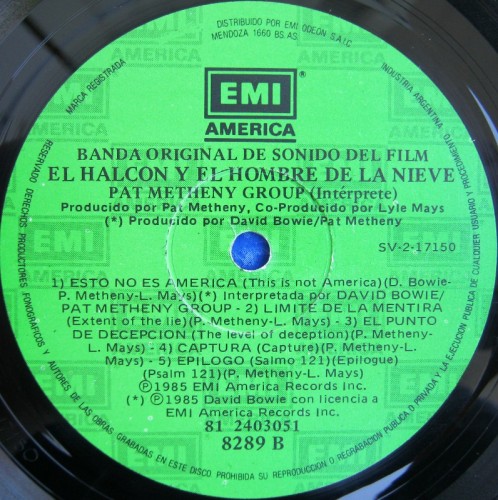 DISTRIBUIDO POR EMI ODEON S.A.I.C.
MENDOZA 1660 BS. AS.
MARCA REGISTRADA
INDUSTRIA ARGENTINA
EMI®
AMERICA
BANDA ORIGINAL DE SONIDO DEL FILM
EL HALCON Y EL HOMBRE DE LA NIEVE
PAT METHENY GROUP (Intérprete)
Producido por Pat Metheny, Co-Producido por Lyle Mays
(*) Producido por David Bowie/Pat Metheny
SV-2-17150
1) ESTO NO ES AMERICA (This is not America)(D. Bowie-
P. Metheny-L. Mays)(*) Interpretada por DAVID BOWIE/
PAT METHENY GROUP - 2) LIMITE DE LA MENTIRA
(Extent of the lie)(P. Metheny-L. Mays) - 3) EL PUNTO
DE DECEPCION (The level of deception)(P. Metheny-
L. Mays) - 4) CAPTURA (Capture)(P. Metheny-L.
Mays) - 5) EPILOGO (Salmo 121)(Epilogue)
(Psalm 121)(P. Metheny-L. Mays)
Ⓟ©1985 EMI America Records Inc.
(*) Ⓟ©1985 David Bowie con licencia a
EMI America Records Inc.
81 2403051
8289 B
RESERVADO DERECHOS PRODUCTORES FONOGRAFICOS Y AUTORES DE LAS OBRAS GRABADAS EN ESTE DISCO PROHIBIDA SU REPRODUCCION O REGRABACION PUBLICA O PRIVADA Y LA EJECUCION PUBLICA DE CUALQUIER USUARIO